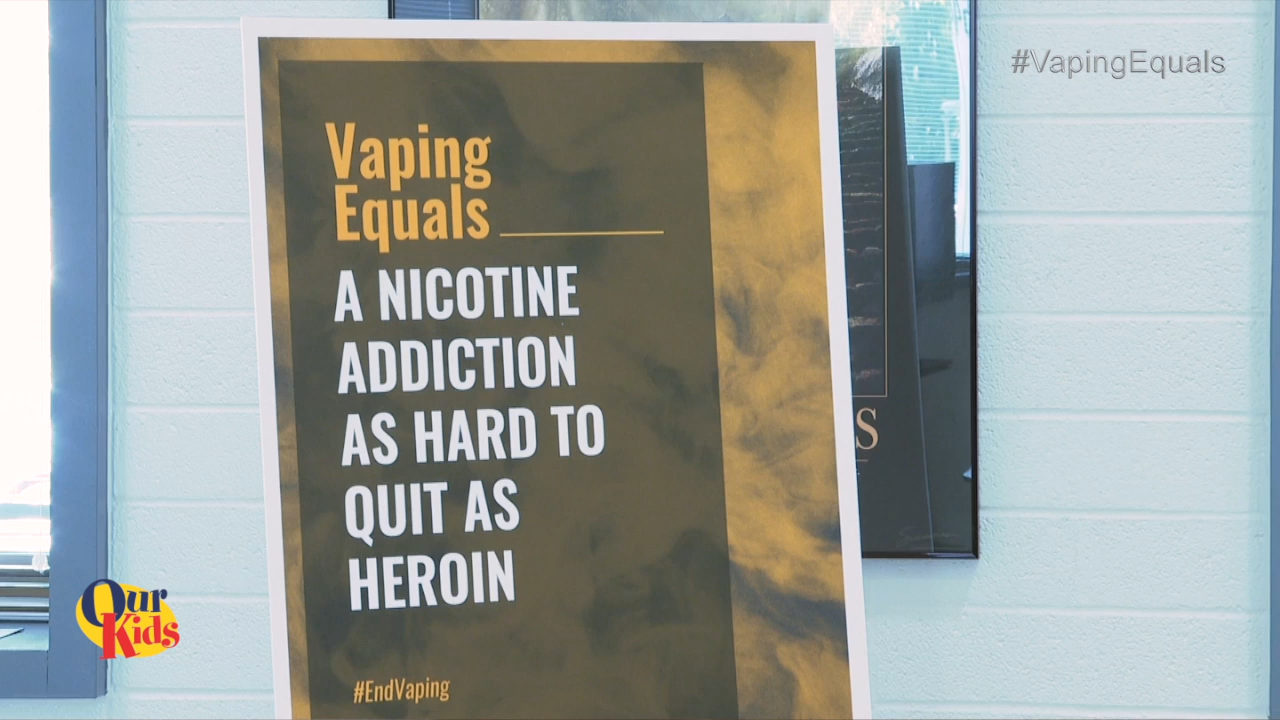 #VapingEquals
Vaping
Equals
A NICOTINE
ADDICTION
AS HARD TO
QUIT AS
HEROIN
#EndVaping
S
Our
Kids